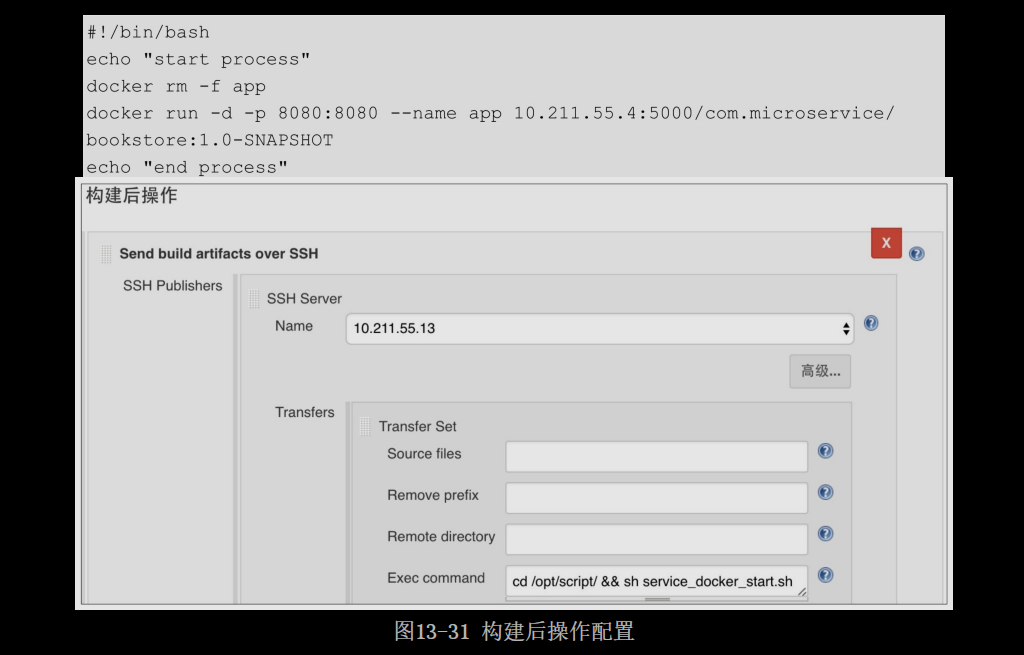 #!/bin/bash
echo "start process"
docker rm -f app
docker run -d -p 8080:8080 --name app 10.211.55.4:5000/com.microservice/
bookstore:1.0-SNAPSHOT
echo "end process"
构建后操作
Send build artifacts over SSH
X
?
SSH Publishers
SSH Server
Name
10.211.55.13
?
高级...
Transfers
Transfer Set
Source files
?
Remove prefix
?
Remote directory
?
Exec command
cd /opt/script/ && sh service_docker_start.sh
?
图13-31 构建后操作配置